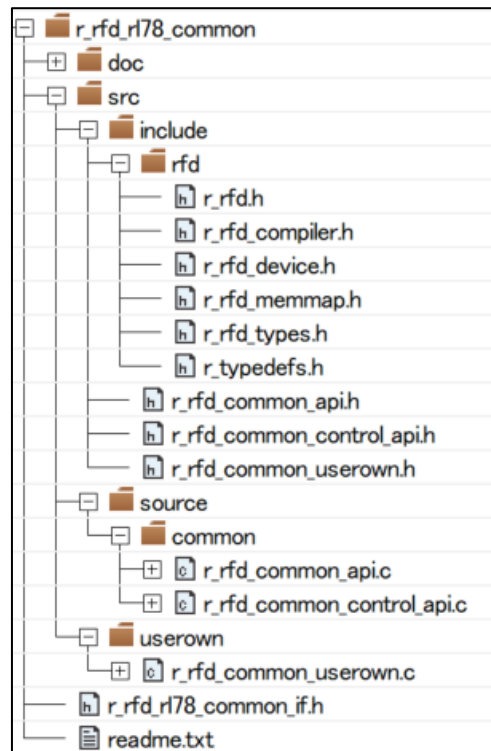 r_rfd_rl78_common
doc
src
include
rfd
r_rfd.h
r_rfd_compiler.h
r_rfd_device.h
r_rfd_memmap.h
r_rfd_types.h
r_typedefs.h
r_rfd_common_api.h
r_rfd_common_control_api.h
r_rfd_common_userown.h
source
common
r_rfd_common_api.c
r_rfd_common_control_api.c
userown
r_rfd_common_userown.c
r_rfd_rl78_common_if.h
readme.txt